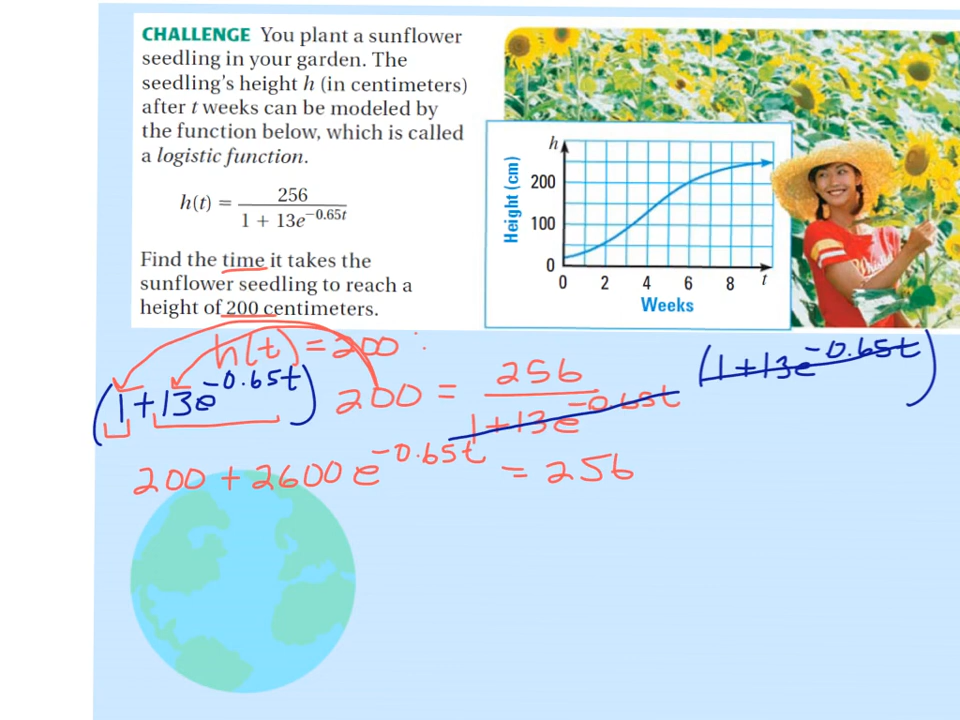 CHALLENGE You plant a sunflower
seedling in your garden. The
seedling's height h (in centimeters)
after t weeks can be modeled by
the function below, which is called
a logistic function.
h(t) = 256 / (1 + 13e^−0.65t)
Find the time it takes the
sunflower seedling to reach a
height of 200 centimeters.
h
Height (cm)
200
100
0
0 2 4 6 8 t
Weeks
h(t) = 200 :
(1+13e^-0.65t) 200 = 256 / (1+13e^-0.65t) (1+13e^-0.65t)
200 + 2600 e^-0.65t = 256